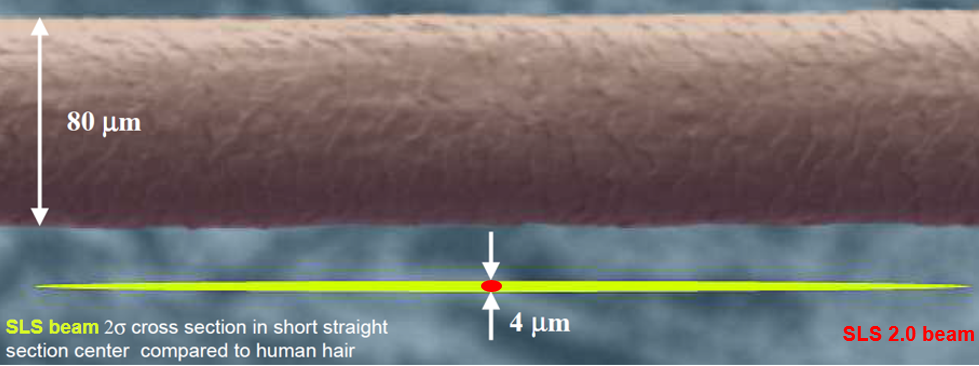 80 μm
4 μm
SLS beam 2σ cross section in short straight
section center compared to human hair
SLS 2.0 beam